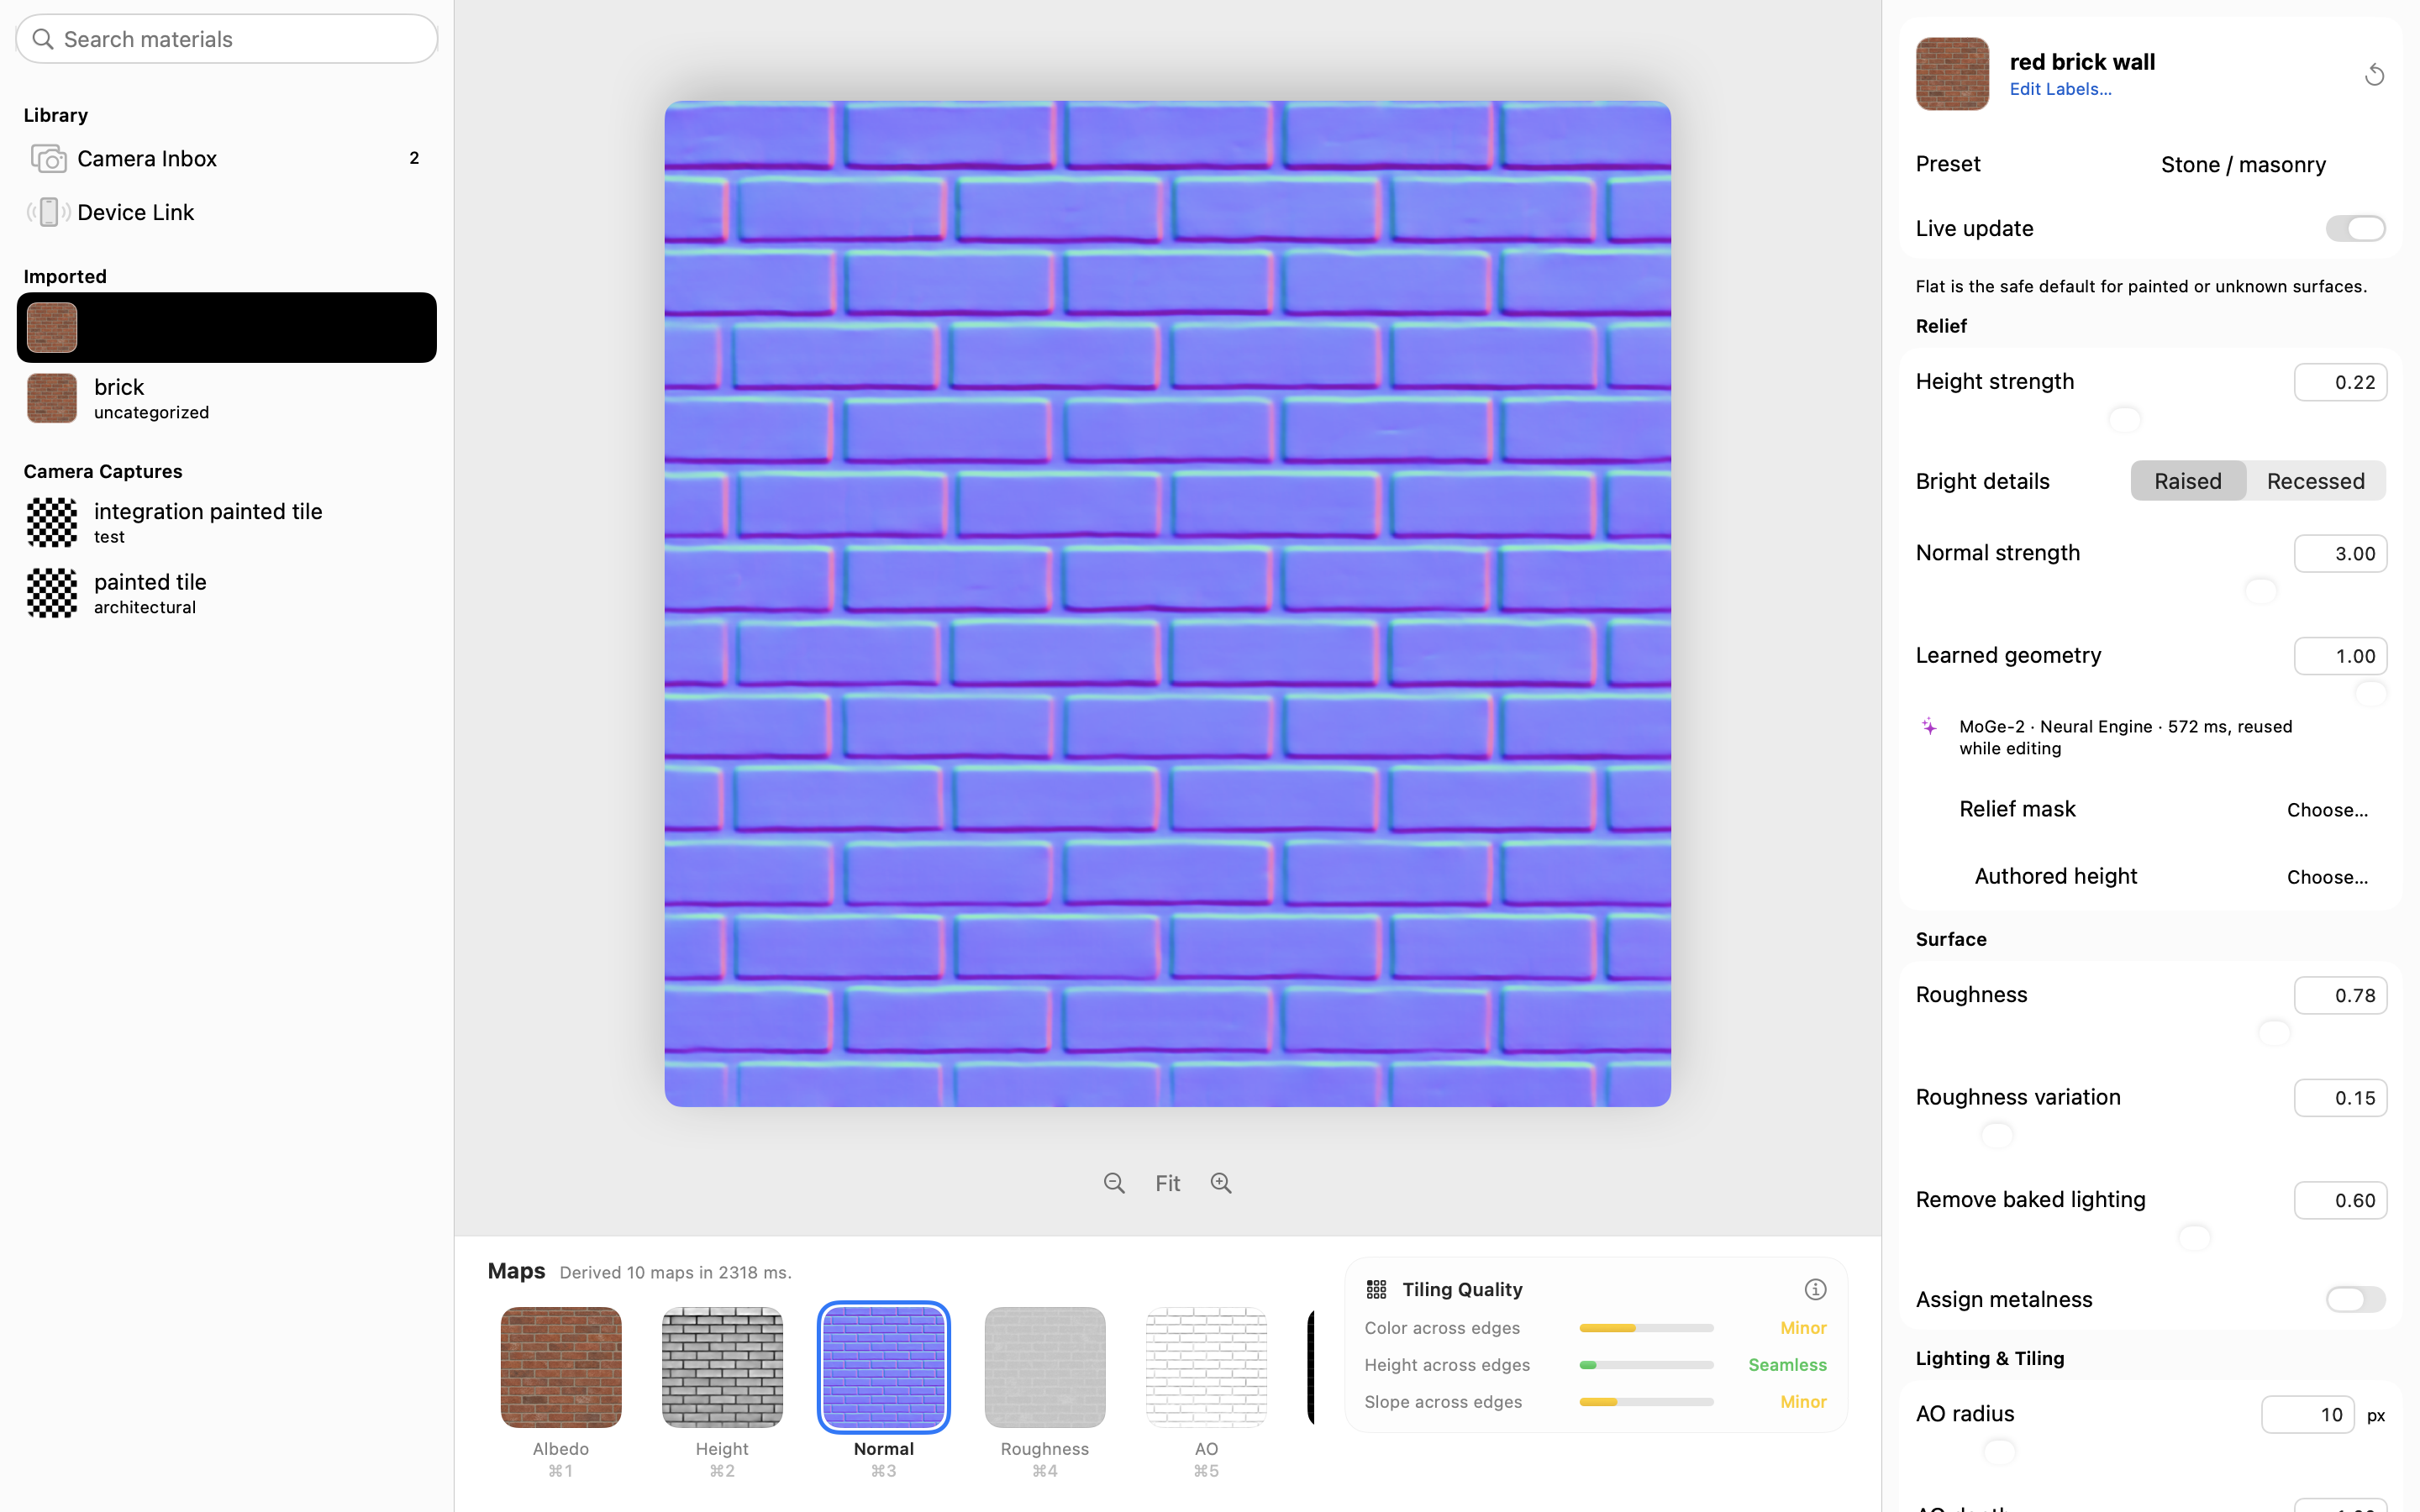 Search materials
Library
Camera Inbox 2
Device Link
Imported
brick
uncategorized
Camera Captures
integration painted tile
test
painted tile
architectural
Fit
Maps Derived 10 maps in 2318 ms.
Albedo
⌘1
Height
⌘2
Normal
⌘3
Roughness
⌘4
AO
⌘5
Tiling Quality
Color across edges Minor
Height across edges Seamless
Slope across edges Minor
red brick wall
Edit Labels...
Preset Stone / masonry
Live update
Flat is the safe default for painted or unknown surfaces.
Relief
Height strength 0.22
Bright details Raised Recessed
Normal strength 3.00
Learned geometry 1.00
MoGe-2 · Neural Engine · 572 ms, reused
while editing
Relief mask Choose...
Authored height Choose...
Surface
Roughness 0.78
Roughness variation 0.15
Remove baked lighting 0.60
Assign metalness
Lighting & Tiling
AO radius 10 px